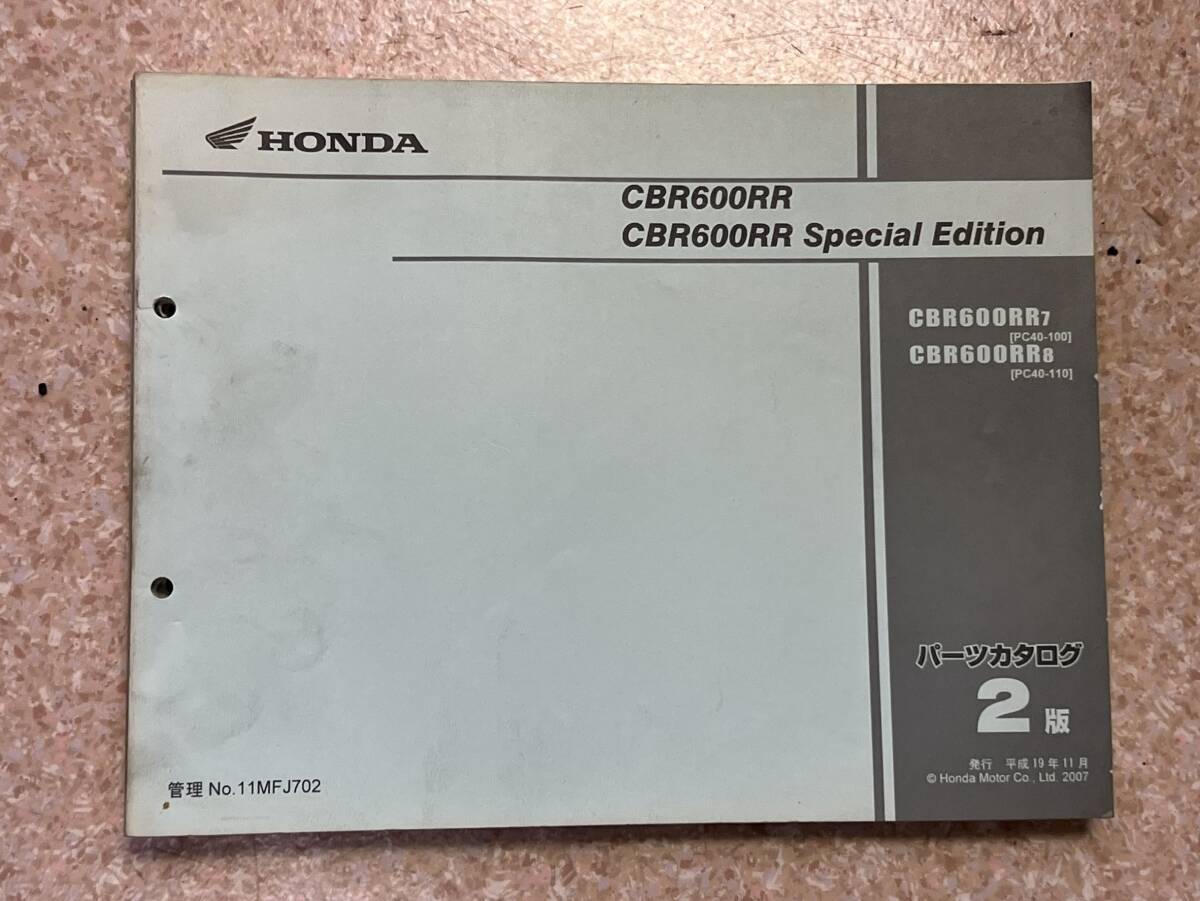 HONDA
CBR600RR
CBR600RR Special Edition
CBR600RR7
[PC40-100]
CBR600RR8
[PC40-110]
パーツカタログ
2版
発行 平成19年11月
© Honda Motor Co., Ltd. 2007
管理 No.11MFJ702